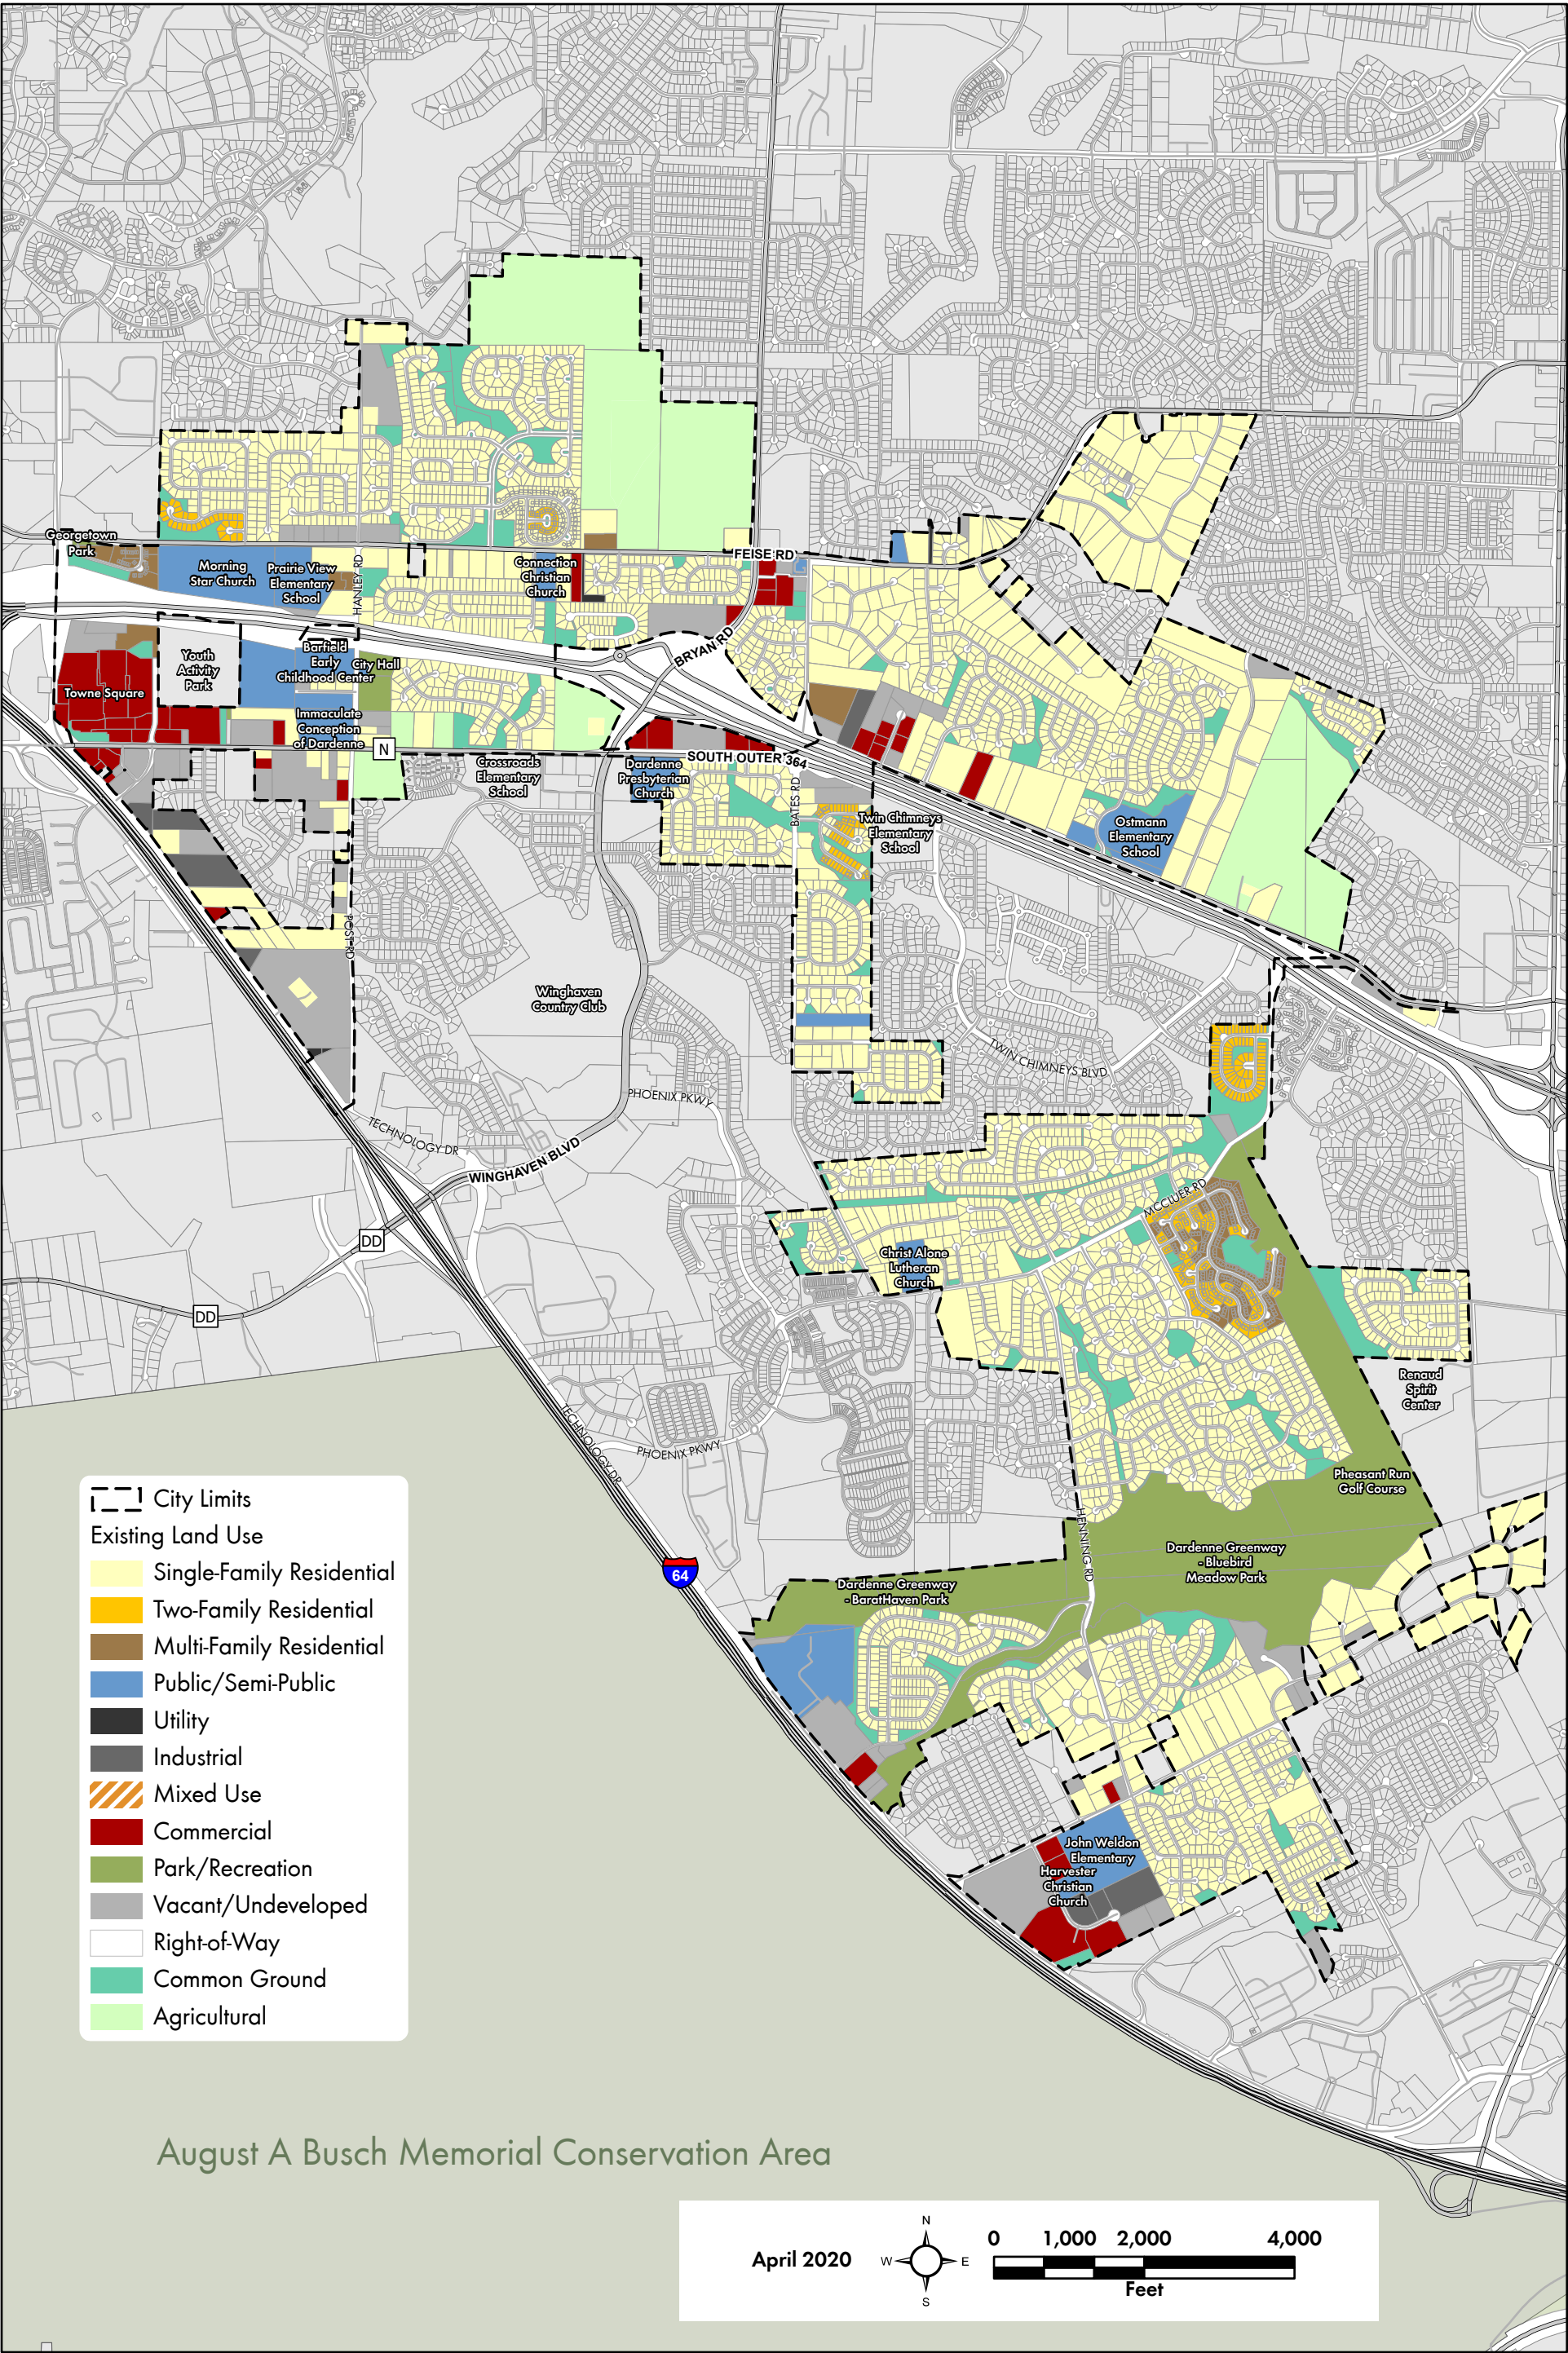 Georgetown
Park
Morning
Star Church
Prairie View
Elementary
School
HANLEY RD
Connection
Christian
Church
FEISE RD
BRYAN RD
Towne Square
Youth
Activity
Park
Barfield
Early
Childhood Center
City Hall
Immaculate
Conception
of Dardenne
N
Crossroads
Elementary
School
Dardenne
Presbyterian
Church
SOUTH OUTER 364
BATES RD
Twin Chimneys
Elementary
School
Ostmann
Elementary
School
POST RD
Winghaven
Country Club
TWIN CHIMNEYS BLVD
PHOENIX PKWY
TECHNOLOGY DR
WINGHAVEN BLVD
DD
DD
MCCLUER RD
Christ Alone
Lutheran
Church
Renaud
Spirit
Center
TECHNOLOGY DR
PHOENIX PKWY
Pheasant Run
Golf Course
HENNING RD
Dardenne Greenway
- Bluebird
Meadow Park
64
Dardenne Greenway
- BaratHaven Park
John Weldon
Elementary
Harvester
Christian
Church
City Limits
Existing Land Use
Single-Family Residential
Two-Family Residential
Multi-Family Residential
Public/Semi-Public
Utility
Industrial
Mixed Use
Commercial
Park/Recreation
Vacant/Undeveloped
Right-of-Way
Common Ground
Agricultural
August A Busch Memorial Conservation Area
April 2020
N
W E
S
0 1,000 2,000 4,000
Feet